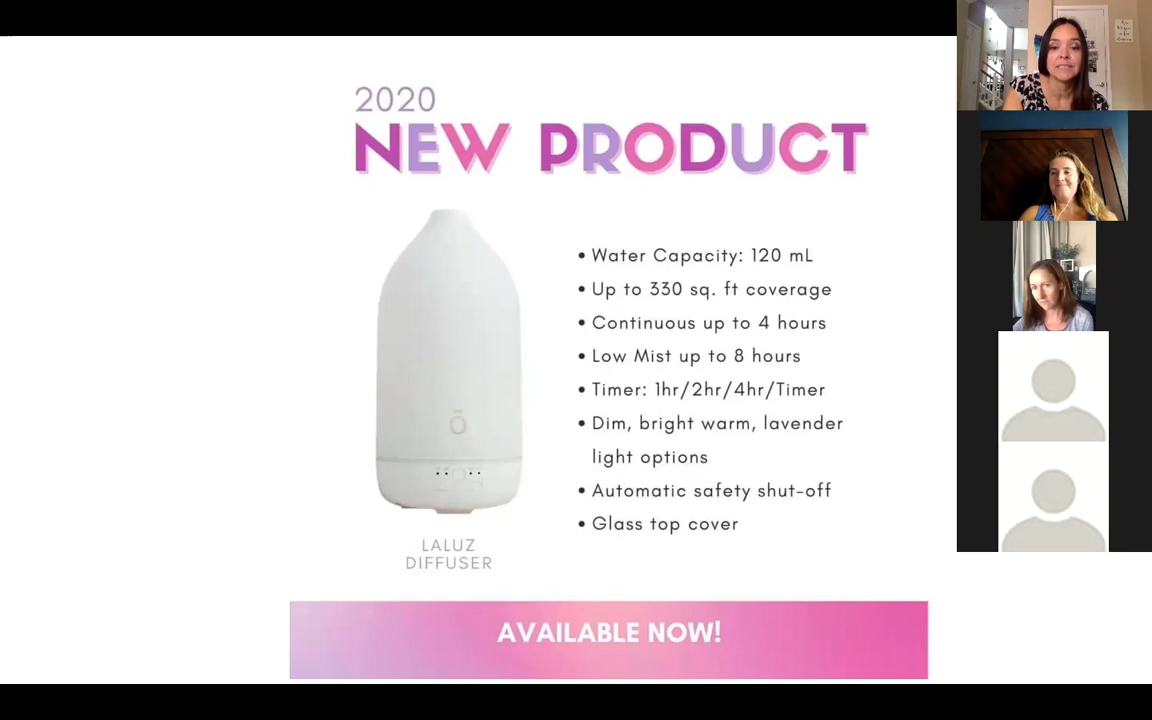 2020
NEW PRODUCT
• Water Capacity: 120 mL
• Up to 330 sq. ft coverage
• Continuous up to 4 hours
• Low Mist up to 8 hours
• Timer: 1hr/2hr/4hr/Timer
• Dim, bright warm, lavender
light options
• Automatic safety shut-off
• Glass top cover
LALUZ
DIFFUSER
AVAILABLE NOW!